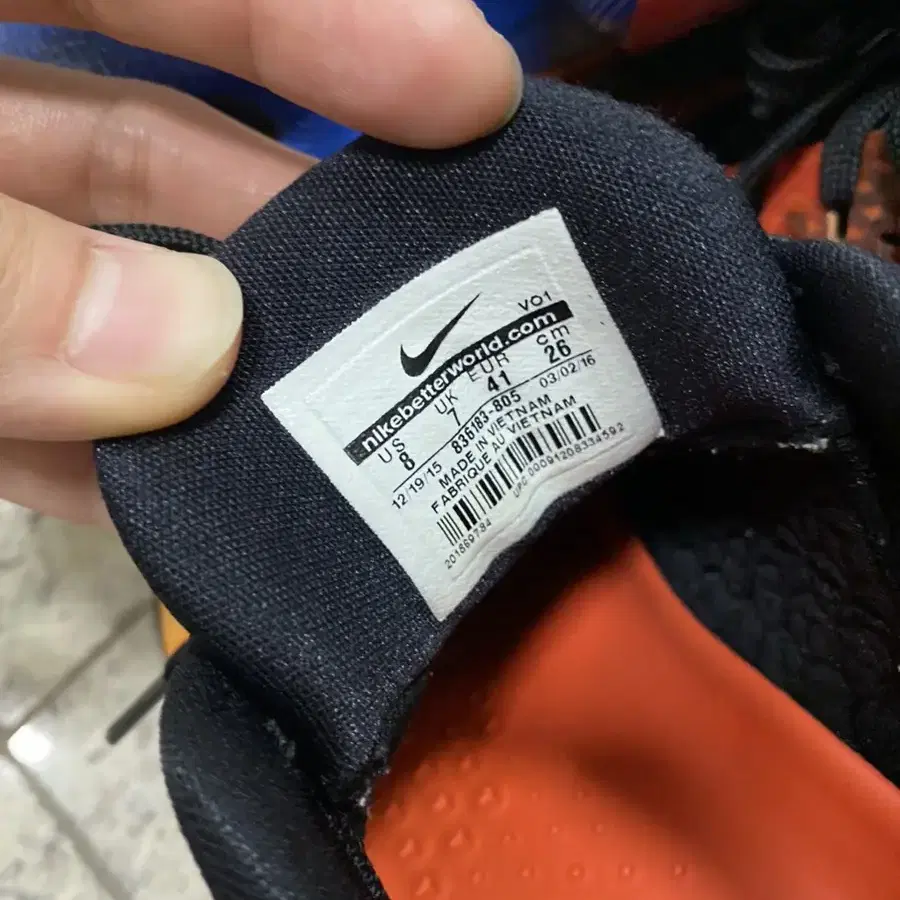 VO1
nikebetterworld.com
US UK EUR cm
8 7 41 26
12/19/15 836183-805 03/02/16
MADE IN VIETNAM
FABRIQUE AU VIETNAM
201869784 UPC 00091208334592